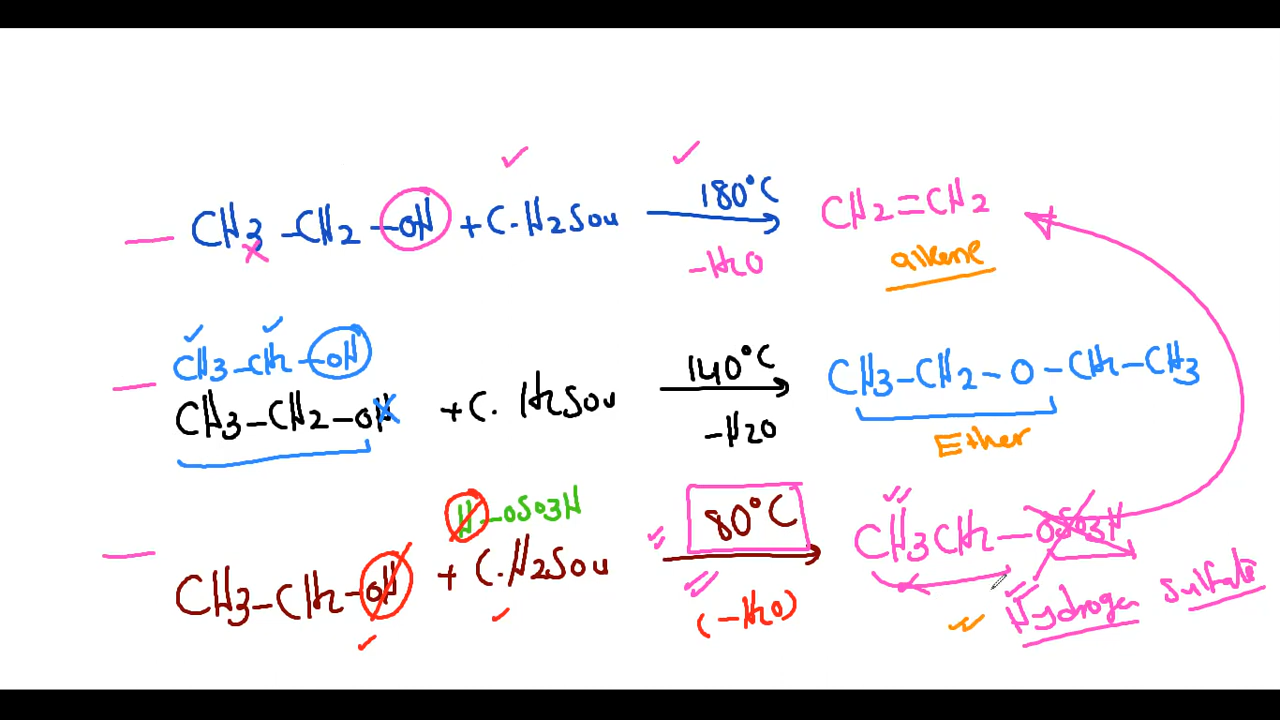 CH3-CH2-OH + C.H2SO4 180°C -H2O CH2=CH2
alkene
CH3-CH2-OH
CH3-CH2-OH + C. H2SO4 140°C -H2O CH3-CH2-O-CH2-CH3
Ether
H-OSO3H
CH3-CH2-OH + C.H2SO4 80°C (-H2O) CH3CH2-OSO3H
Hydrogen sulfate